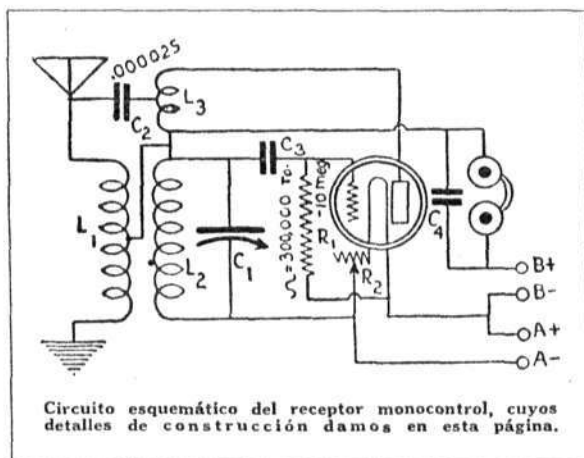 .000025
C2
L3
C3
L1
L2
C1
Ω=300,000 TO.
-10 meg.
R1
R2
C4
B+
B-
A+
A-
Circuito esquemático del receptor monocontrol, cuyos
detalles de construcción damos en esta página.